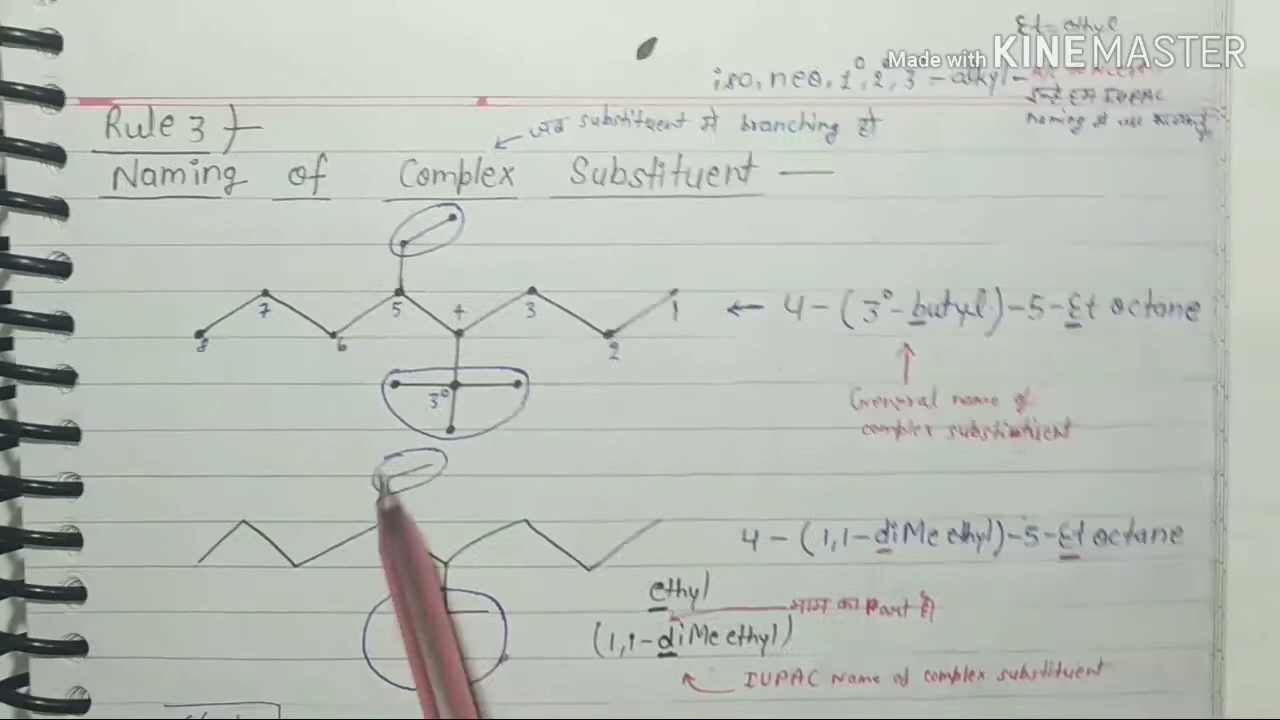 Et = ethyl
Made with KINEMASTER
iso, neo, 1°, 2°, 3 - alkyl -
इन्हें हम IUPAC
Rule 3
जब substituent में branching हो
Naming of Complex Substituent —
7 5 4 3 1
8 6 2
3°
← 4 - (3° - butyl) - 5 - Et octane
General name of
complex substituent
4 - (1,1 - diMe ethyl) - 5 - Et octane
ethyl
नाम का Part है
(1,1 - diMe ethyl)
IUPAC Name of complex substituent